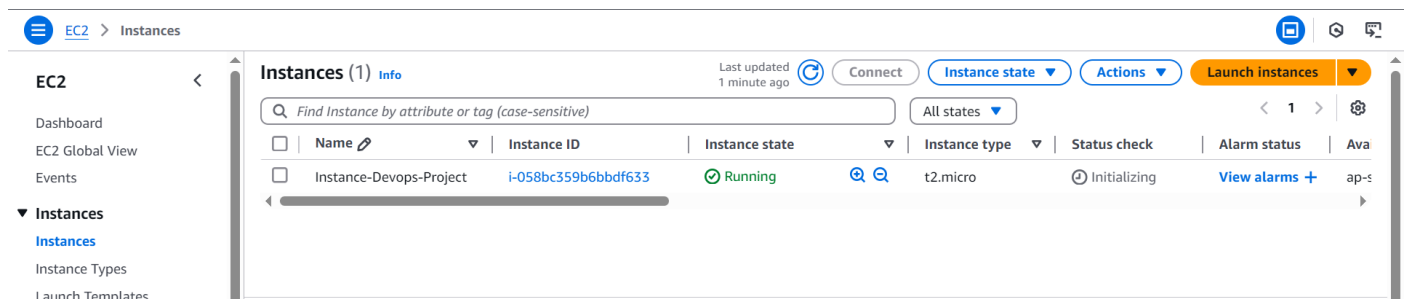 EC2 > Instances
EC2
Dashboard
EC2 Global View
Events
Instances
Instances
Instance Types
Launch Templates
Instances (1) Info
Last updated
1 minute ago
Connect
Instance state
Actions
Launch instances
Find Instance by attribute or tag (case-sensitive)
All states
1
Name Instance ID Instance state Instance type Status check Alarm status Avai
Instance-Devops-Project i-058bc359b6bbdf633 Running t2.micro Initializing View alarms + ap-s